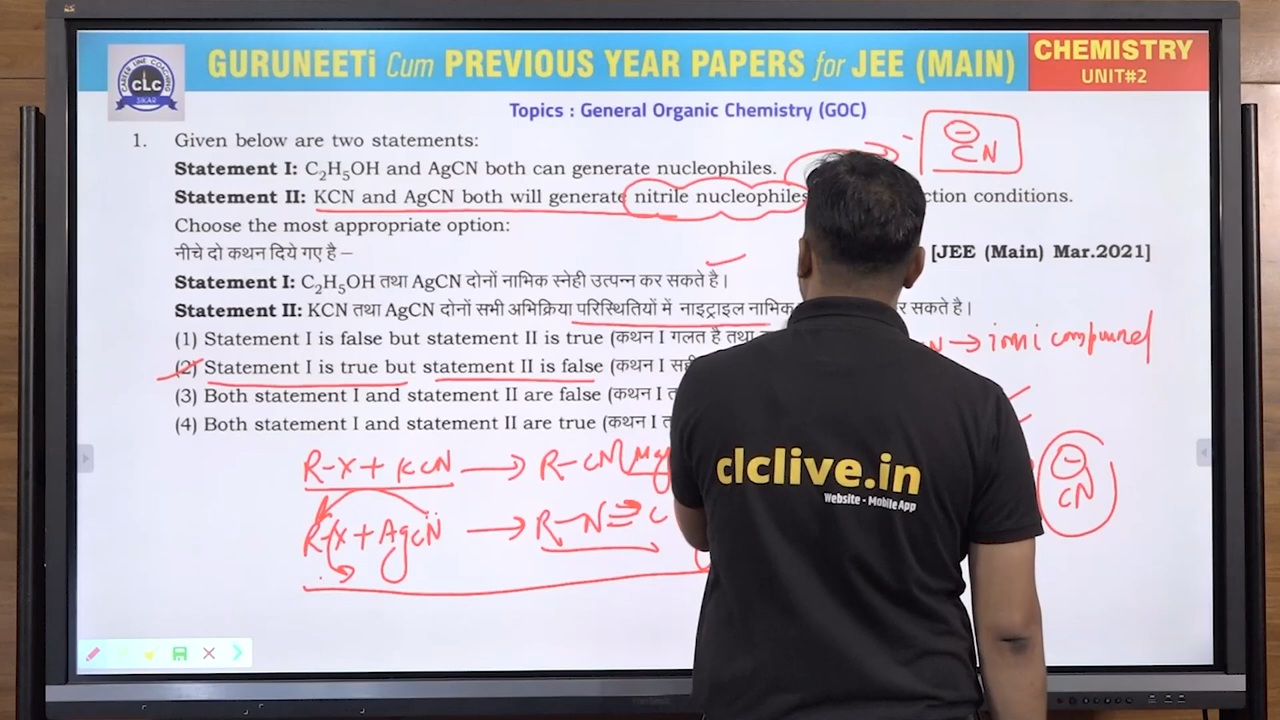 CAREER LINE COACHING
CLC
SIKAR
GURUNEETi Cum PREVIOUS YEAR PAPERS for JEE (MAIN)
CHEMISTRY
UNIT#2
Topics : General Organic Chemistry (GOC)
1. Given below are two statements:
Statement I: C₂H₅OH and AgCN both can generate nucleophiles.
Statement II: KCN and AgCN both will generate nitrile nucleophiles ction conditions.
Choose the most appropriate option:
नीचे दो कथन दिये गए है –
[JEE (Main) Mar.2021]
Statement I: C₂H₅OH तथा AgCN दोनों नाभिक स्नेही उत्पन्न कर सकते है।
Statement II: KCN तथा AgCN दोनों सभी अभिक्रिया परिस्थितियों में नाइट्राइल नाभिक र सकते है।
(1) Statement I is false but statement II is true (कथन I गलत है तथा
(2) Statement I is true but statement II is false (कथन I
(3) Both statement I and statement II are false (कथन I
(4) Both statement I and statement II are true (कथन I
⊖
CN
N → ionic compound
R-X + KCN → R-CN
R-X + AgCN → R-N≡C
⊖
CN
clclive.in
Website - Mobile App